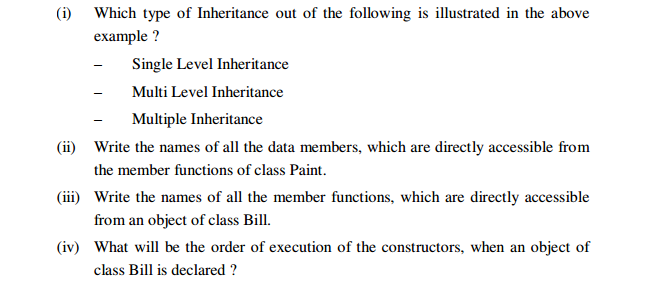 (i) Which type of Inheritance out of the following is illustrated in the above
example ?
– Single Level Inheritance
– Multi Level Inheritance
– Multiple Inheritance
(ii) Write the names of all the data members, which are directly accessible from
the member functions of class Paint.
(iii) Write the names of all the member functions, which are directly accessible
from an object of class Bill.
(iv) What will be the order of execution of the constructors, when an object of
class Bill is declared ?